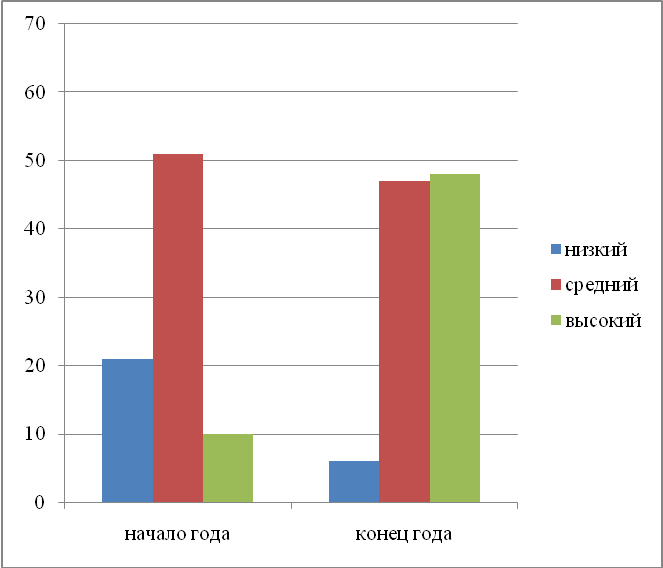 70
60
50
40
30
20
10
0
начало года
конец года
низкий
средний
высокий